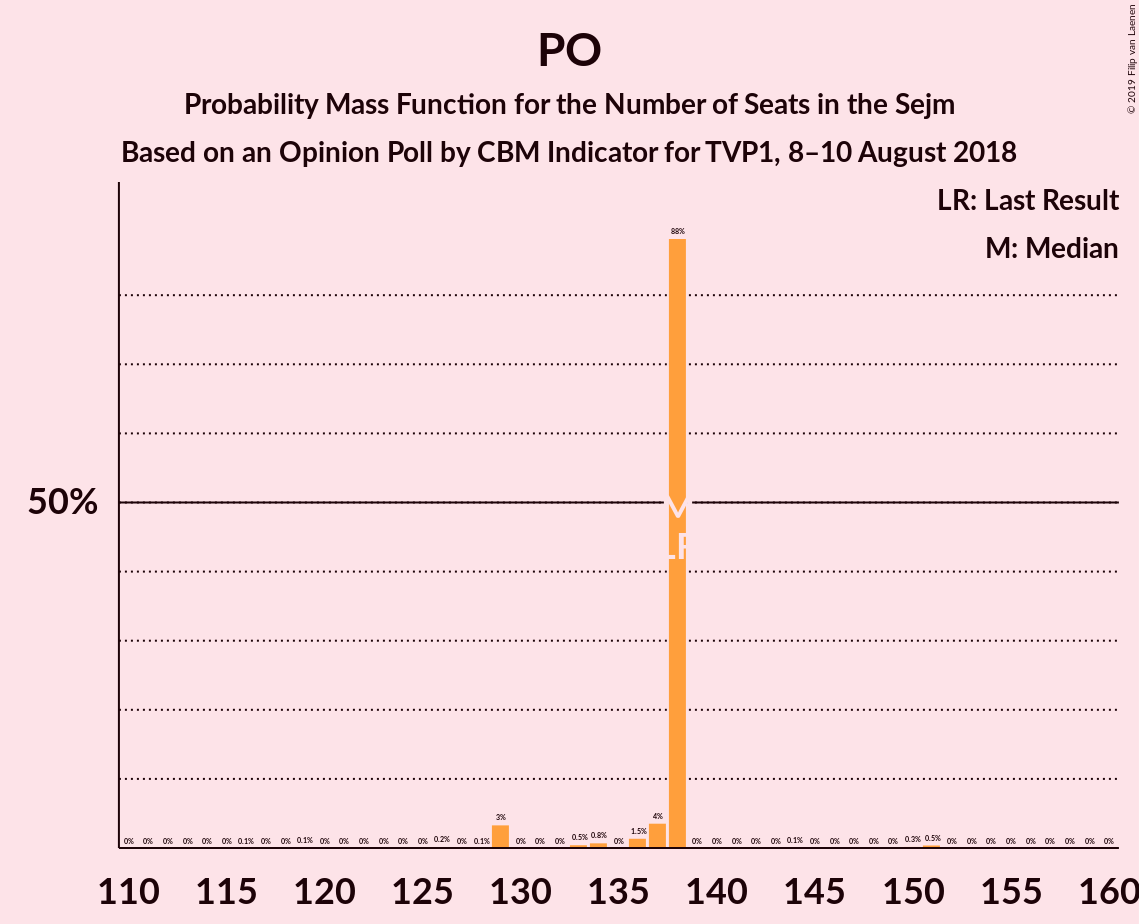 PO
Probability Mass Function for the Number of Seats in the Sejm
Based on an Opinion Poll by CBM Indicator for TVP1, 8–10 August 2018
© 2019 Filip van Laenen
LR: Last Result
M: Median
88%
50%
M
LR
0% 0% 0% 0% 0% 0% 0.1% 0% 0% 0.1% 0% 0% 0% 0% 0% 0% 0.2% 0% 0.1% 3% 0% 0% 0% 0.5% 0.8% 0% 1.5% 4% 0% 0% 0% 0% 0% 0.1% 0% 0% 0% 0% 0% 0.3% 0.5% 0% 0% 0% 0% 0% 0% 0% 0% 0%
110 115 120 125 130 135 140 145 150 155 160